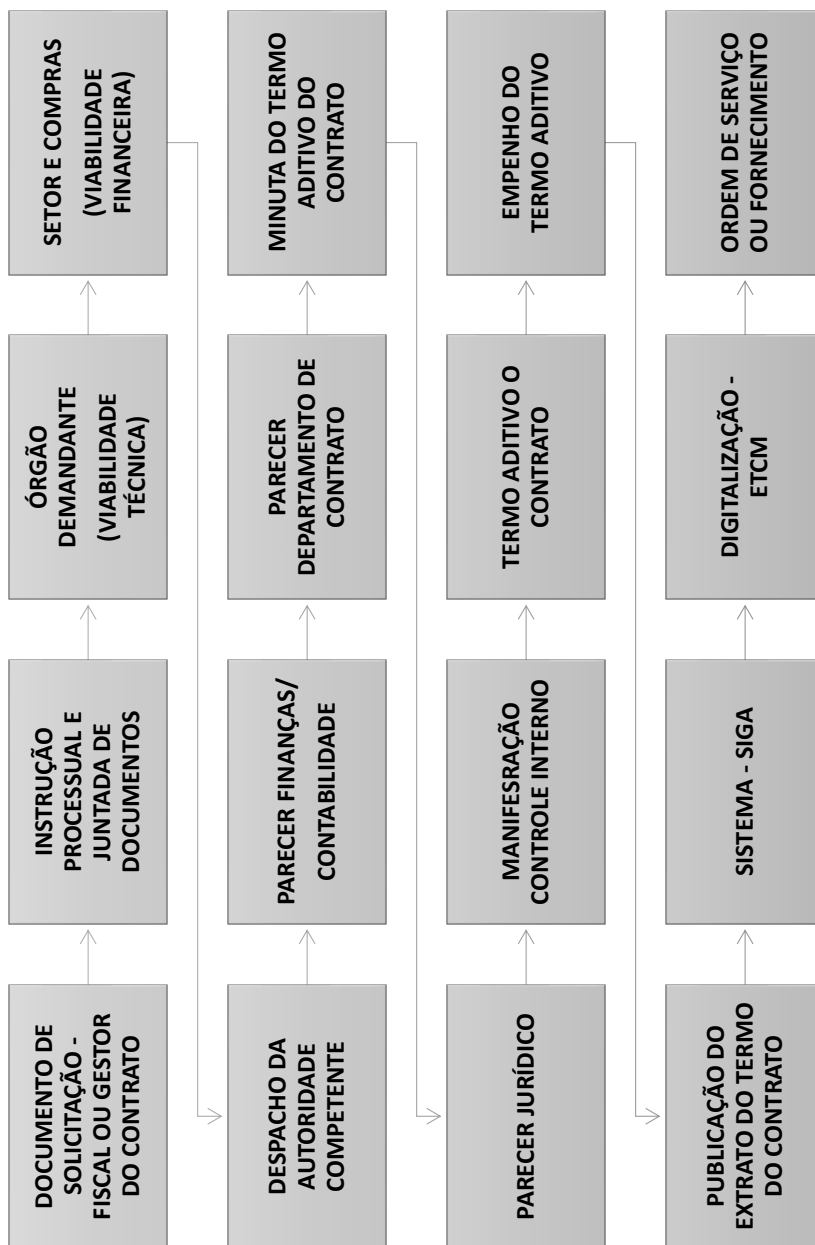 DOCUMENTO DE
SOLICITAÇÃO -
FISCAL OU GESTOR
DO CONTRATO
INSTRUÇÃO
PROCESSUAL E
JUNTADA DE
DOCUMENTOS
ÓRGÃO
DEMANDANTE
(VIABILIDADE
TÉCNICA)
SETOR E COMPRAS
(VIABILIDADE
FINANCEIRA)
DESPACHO DA
AUTORIDADE
COMPETENTE
PARECER FINANÇAS/
CONTABILIDADE
PARECER
DEPARTAMENTO DE
CONTRATO
MINUTA DO TERMO
ADITIVO DO
CONTRATO
PARECER JURÍDICO
MANIFESRAÇÃO
CONTROLE INTERNO
TERMO ADITIVO O
CONTRATO
EMPENHO DO
TERMO ADITIVO
PUBLICAÇÃO DO
EXTRATO DO TERMO
DO CONTRATO
SISTEMA - SIGA
DIGITALIZAÇÃO -
ETCM
ORDEM DE SERVIÇO
OU FORNECIMENTO